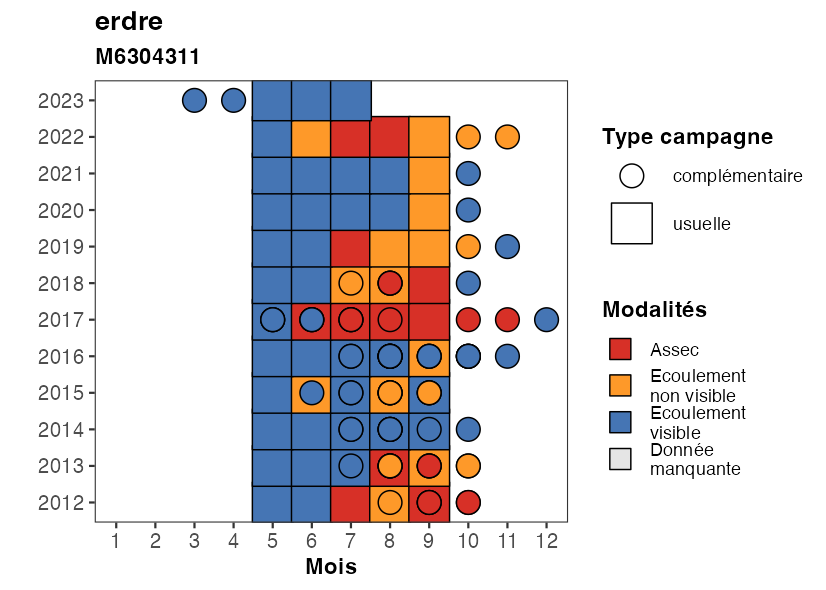 erdre
M6304311
2023
2022
2021
2020
2019
2018
2017
2016
2015
2014
2013
2012
1 2 3 4 5 6 7 8 9 10 11 12
Mois
Type campagne
complémentaire
usuelle
Modalités
Assec
Ecoulement
non visible
Ecoulement
visible
Donnée
manquante